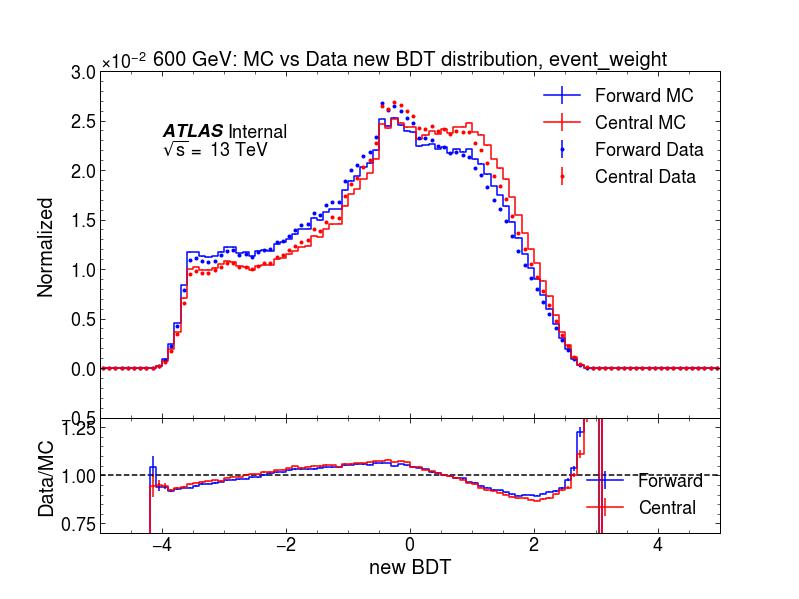 ×10−2 600 GeV: MC vs Data new BDT distribution, event_weight
3.0
2.5
2.0
1.5
1.0
0.5
0.0
−0.5
Normalized
ATLAS Internal
√s = 13 TeV
Forward MC
Central MC
Forward Data
Central Data
1.25
1.00
0.75
Data/MC
Forward
Central
−4
−2
0
2
4
new BDT